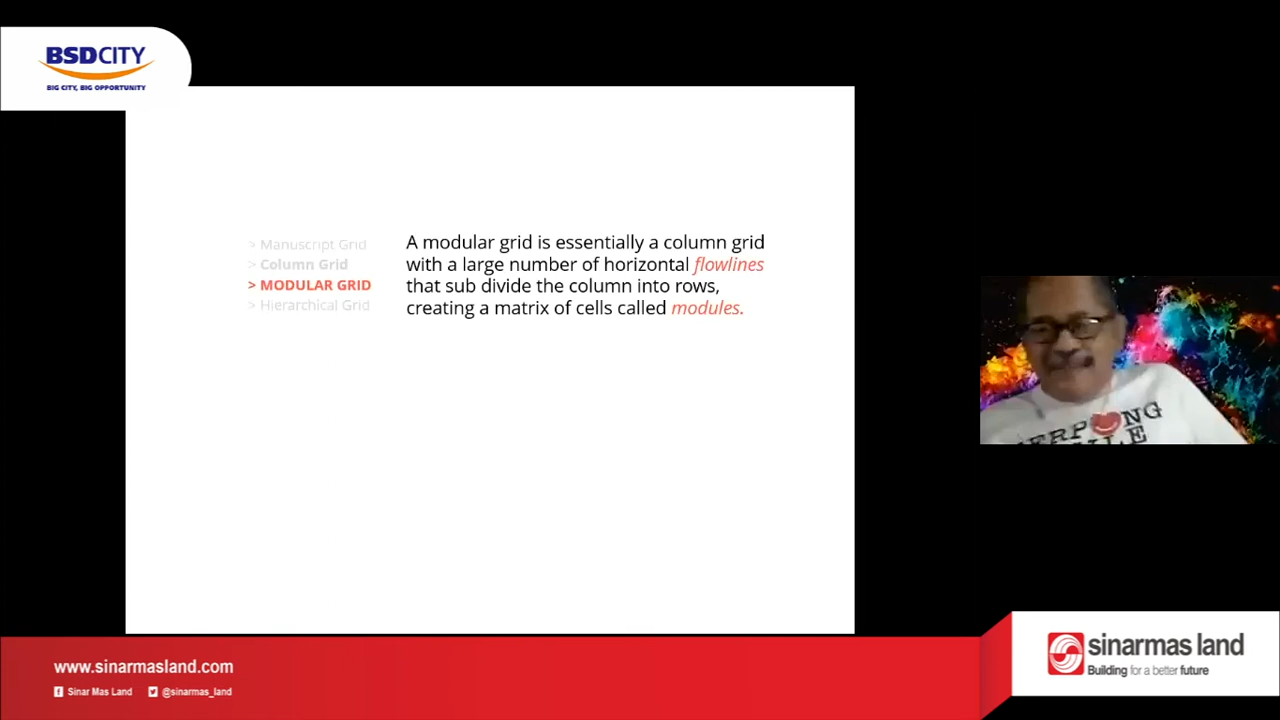 BSDCITY
BIG CITY, BIG OPPORTUNITY
> Manuscript Grid
> Column Grid
> MODULAR GRID
> Hierarchical Grid
A modular grid is essentially a column grid
with a large number of horizontal flowlines
that sub divide the column into rows,
creating a matrix of cells called modules.
www.sinarmasland.com
Sinar Mas Land
@sinarmas_land
sinarmas land
Building for a better future